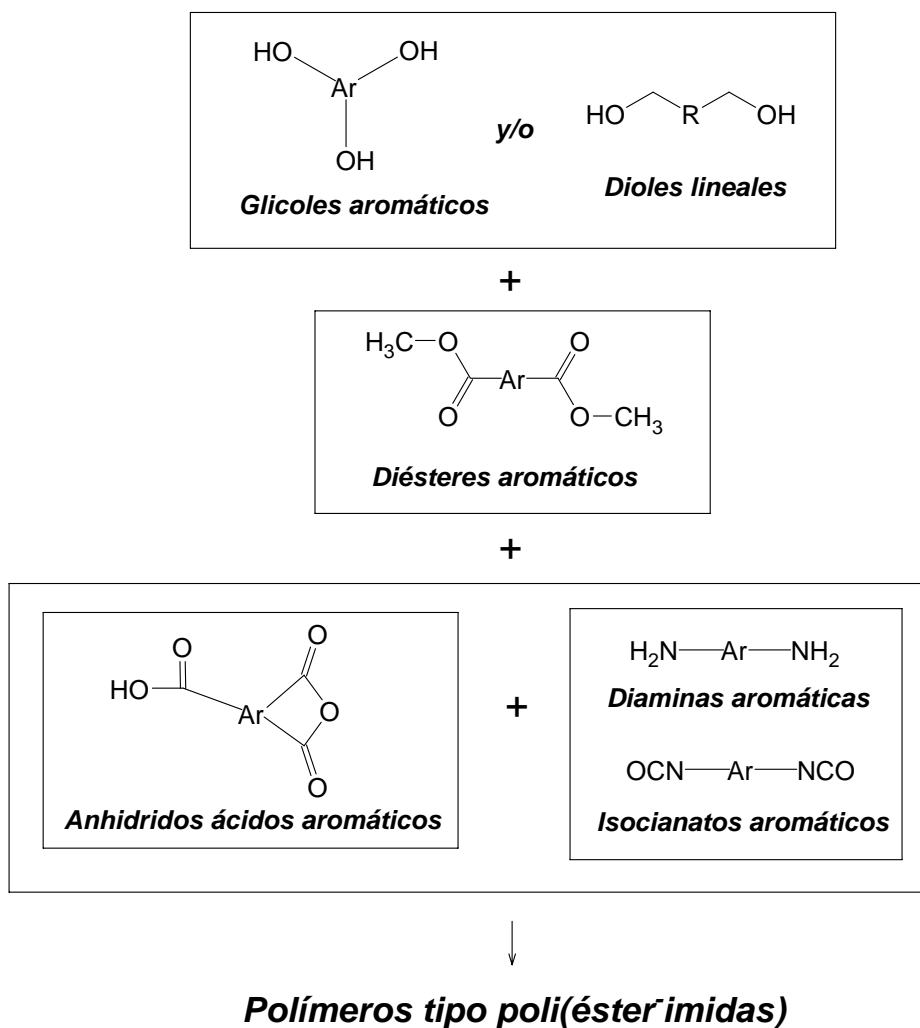 HO
OH
Ar
OH
Glicoles aromáticos
y/o
HO
R
OH
Dioles lineales
+
H3C
O
O
Ar
O
O
CH3
Diésteres aromáticos
+
O
O
HO
Ar
O
O
Anhidridos ácidos aromáticos
+
H2N
Ar
NH2
Diaminas aromáticas
OCN
Ar
NCO
Isocianatos aromáticos
Polímeros tipo poli(éster-imidas)